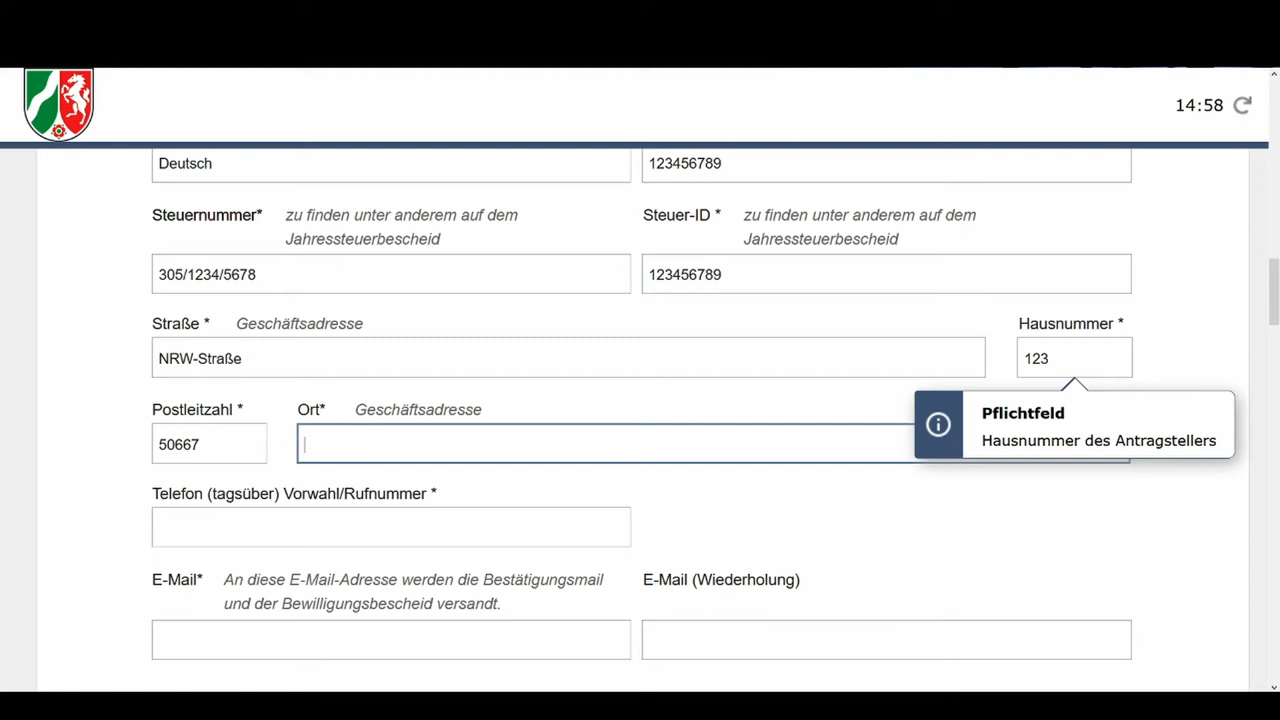 14:58
Deutsch
123456789
Steuernummer* zu finden unter anderem auf dem
Jahressteuerbescheid
Steuer-ID * zu finden unter anderem auf dem
Jahressteuerbescheid
305/1234/5678
123456789
Straße * Geschäftsadresse
Hausnummer *
NRW-Straße
123
Postleitzahl *
Ort* Geschäftsadresse
50667
Pflichtfeld
Hausnummer des Antragstellers
Telefon (tagsüber) Vorwahl/Rufnummer *
E-Mail* An diese E-Mail-Adresse werden die Bestätigungsmail
und der Bewilligungsbescheid versandt.
E-Mail (Wiederholung)